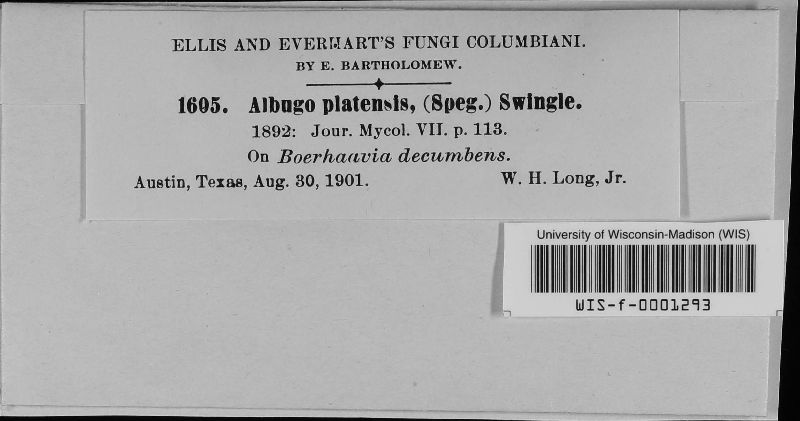 ELLIS AND EVERHART'S FUNGI COLUMBIANI.
BY E. BARTHOLOMEW.
1605. Albugo platensis, (Speg.) Swingle.
1892: Jour. Mycol. VII. p. 113.
On Boerhaavia decumbens.
Austin, Texas, Aug. 30, 1901. W. H. Long, Jr.
University of Wisconsin-Madison (WIS)
WIS-f-0001293